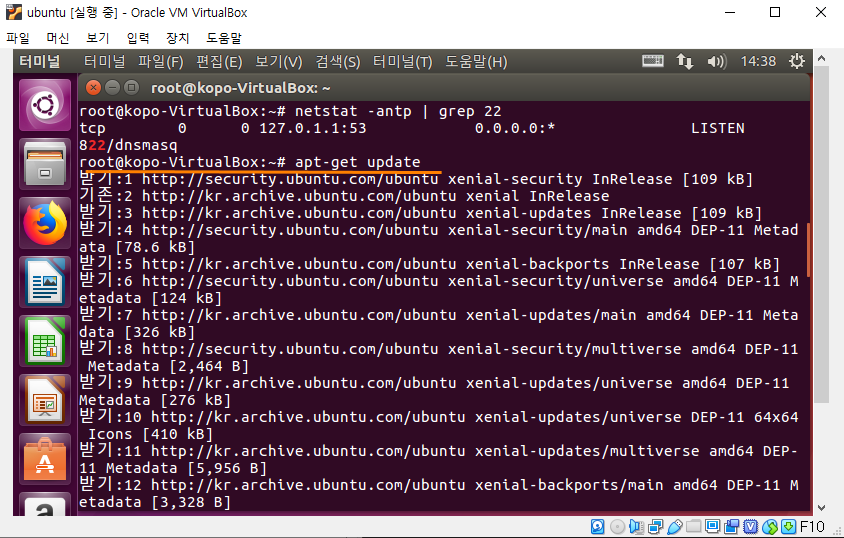 ubuntu [실행 중] - Oracle VM VirtualBox
파일 머신 보기 입력 장치 도움말
터미널 터미널 파일(F) 편집(E) 보기(V) 검색(S) 터미널(T) 도움말(H) 14:38
root@kopo-VirtualBox: ~
root@kopo-VirtualBox:~# netstat -antp | grep 22
tcp 0 0 127.0.1.1:53 0.0.0.0:* LISTEN
822/dnsmasq
root@kopo-VirtualBox:~# apt-get update
받기:1 http://security.ubuntu.com/ubuntu xenial-security InRelease [109 kB]
기존:2 http://kr.archive.ubuntu.com/ubuntu xenial InRelease
받기:3 http://kr.archive.ubuntu.com/ubuntu xenial-updates InRelease [109 kB]
받기:4 http://security.ubuntu.com/ubuntu xenial-security/main amd64 DEP-11 Metad
ata [78.6 kB]
받기:5 http://kr.archive.ubuntu.com/ubuntu xenial-backports InRelease [107 kB]
받기:6 http://security.ubuntu.com/ubuntu xenial-security/universe amd64 DEP-11 M
etadata [124 kB]
받기:7 http://kr.archive.ubuntu.com/ubuntu xenial-updates/main amd64 DEP-11 Meta
data [326 kB]
받기:8 http://security.ubuntu.com/ubuntu xenial-security/multiverse amd64 DEP-11
 Metadata [2,464 B]
받기:9 http://kr.archive.ubuntu.com/ubuntu xenial-updates/universe amd64 DEP-11
Metadata [276 kB]
받기:10 http://kr.archive.ubuntu.com/ubuntu xenial-updates/universe DEP-11 64x64
 Icons [410 kB]
받기:11 http://kr.archive.ubuntu.com/ubuntu xenial-updates/multiverse amd64 DEP-
11 Metadata [5,956 B]
받기:12 http://kr.archive.ubuntu.com/ubuntu xenial-backports/main amd64 DEP-11 M
etadata [3,328 B]
F10